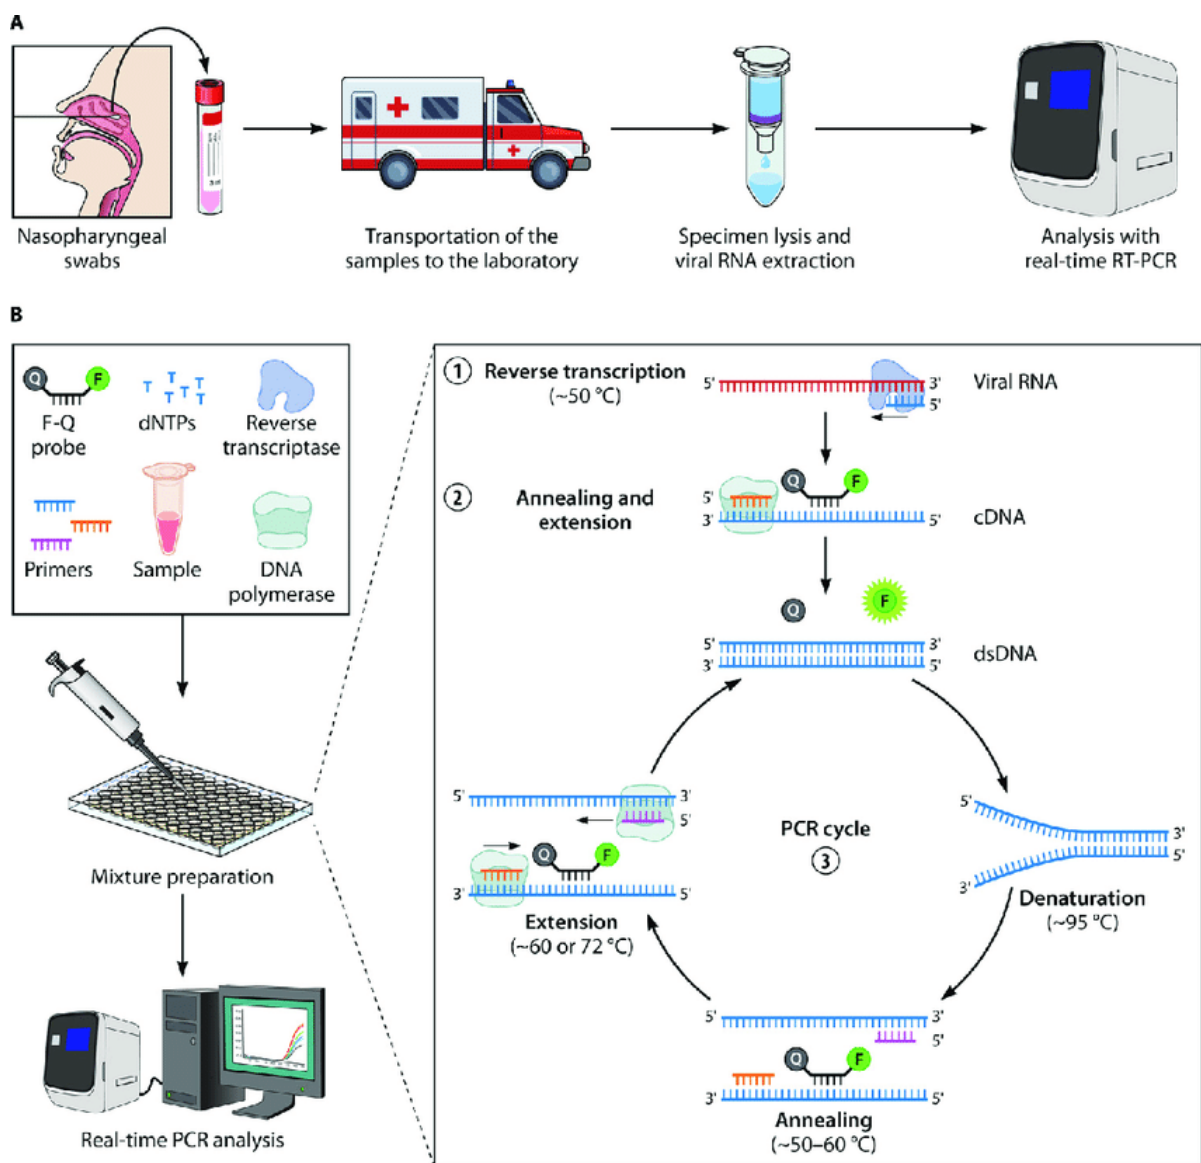 A
Nasopharyngeal
swabs
Transportation of the
samples to the laboratory
Specimen lysis and
viral RNA extraction
Analysis with
real-time RT-PCR
B
Q
F
F-Q
probe
T T T T T T
dNTPs
Reverse
transcriptase
Primers
Sample
DNA
polymerase
Mixture preparation
Real-time PCR analysis
1 Reverse transcription
(~50 °C)
5' 3'
5'
Viral RNA
2 Annealing and
extension
Q F
5'
3' 5'
cDNA
Q F
5' 3'
3' 5'
dsDNA
PCR cycle
3
5'
3'
5'
3'
Denaturation
(~95 °C)
5' 3'
5'
Q F
3' 5'
Annealing
(~50–60 °C)
5' 3'
5'
Q F
3' 5'
Extension
(~60 or 72 °C)